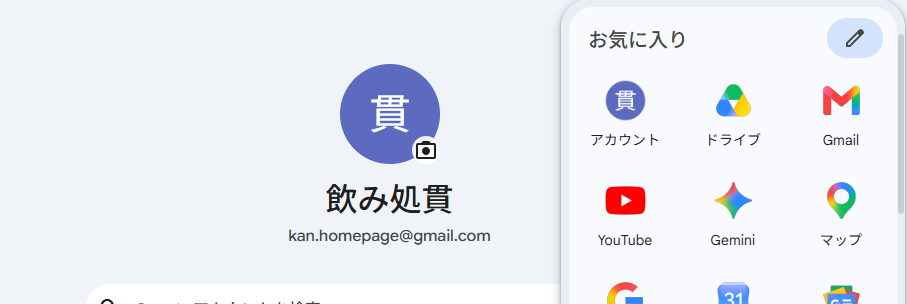 貫
飲み処貫
kan.homepage@gmail.com
お気に入り
貫
アカウント
ドライブ
Gmail
YouTube
Gemini
マップ
31